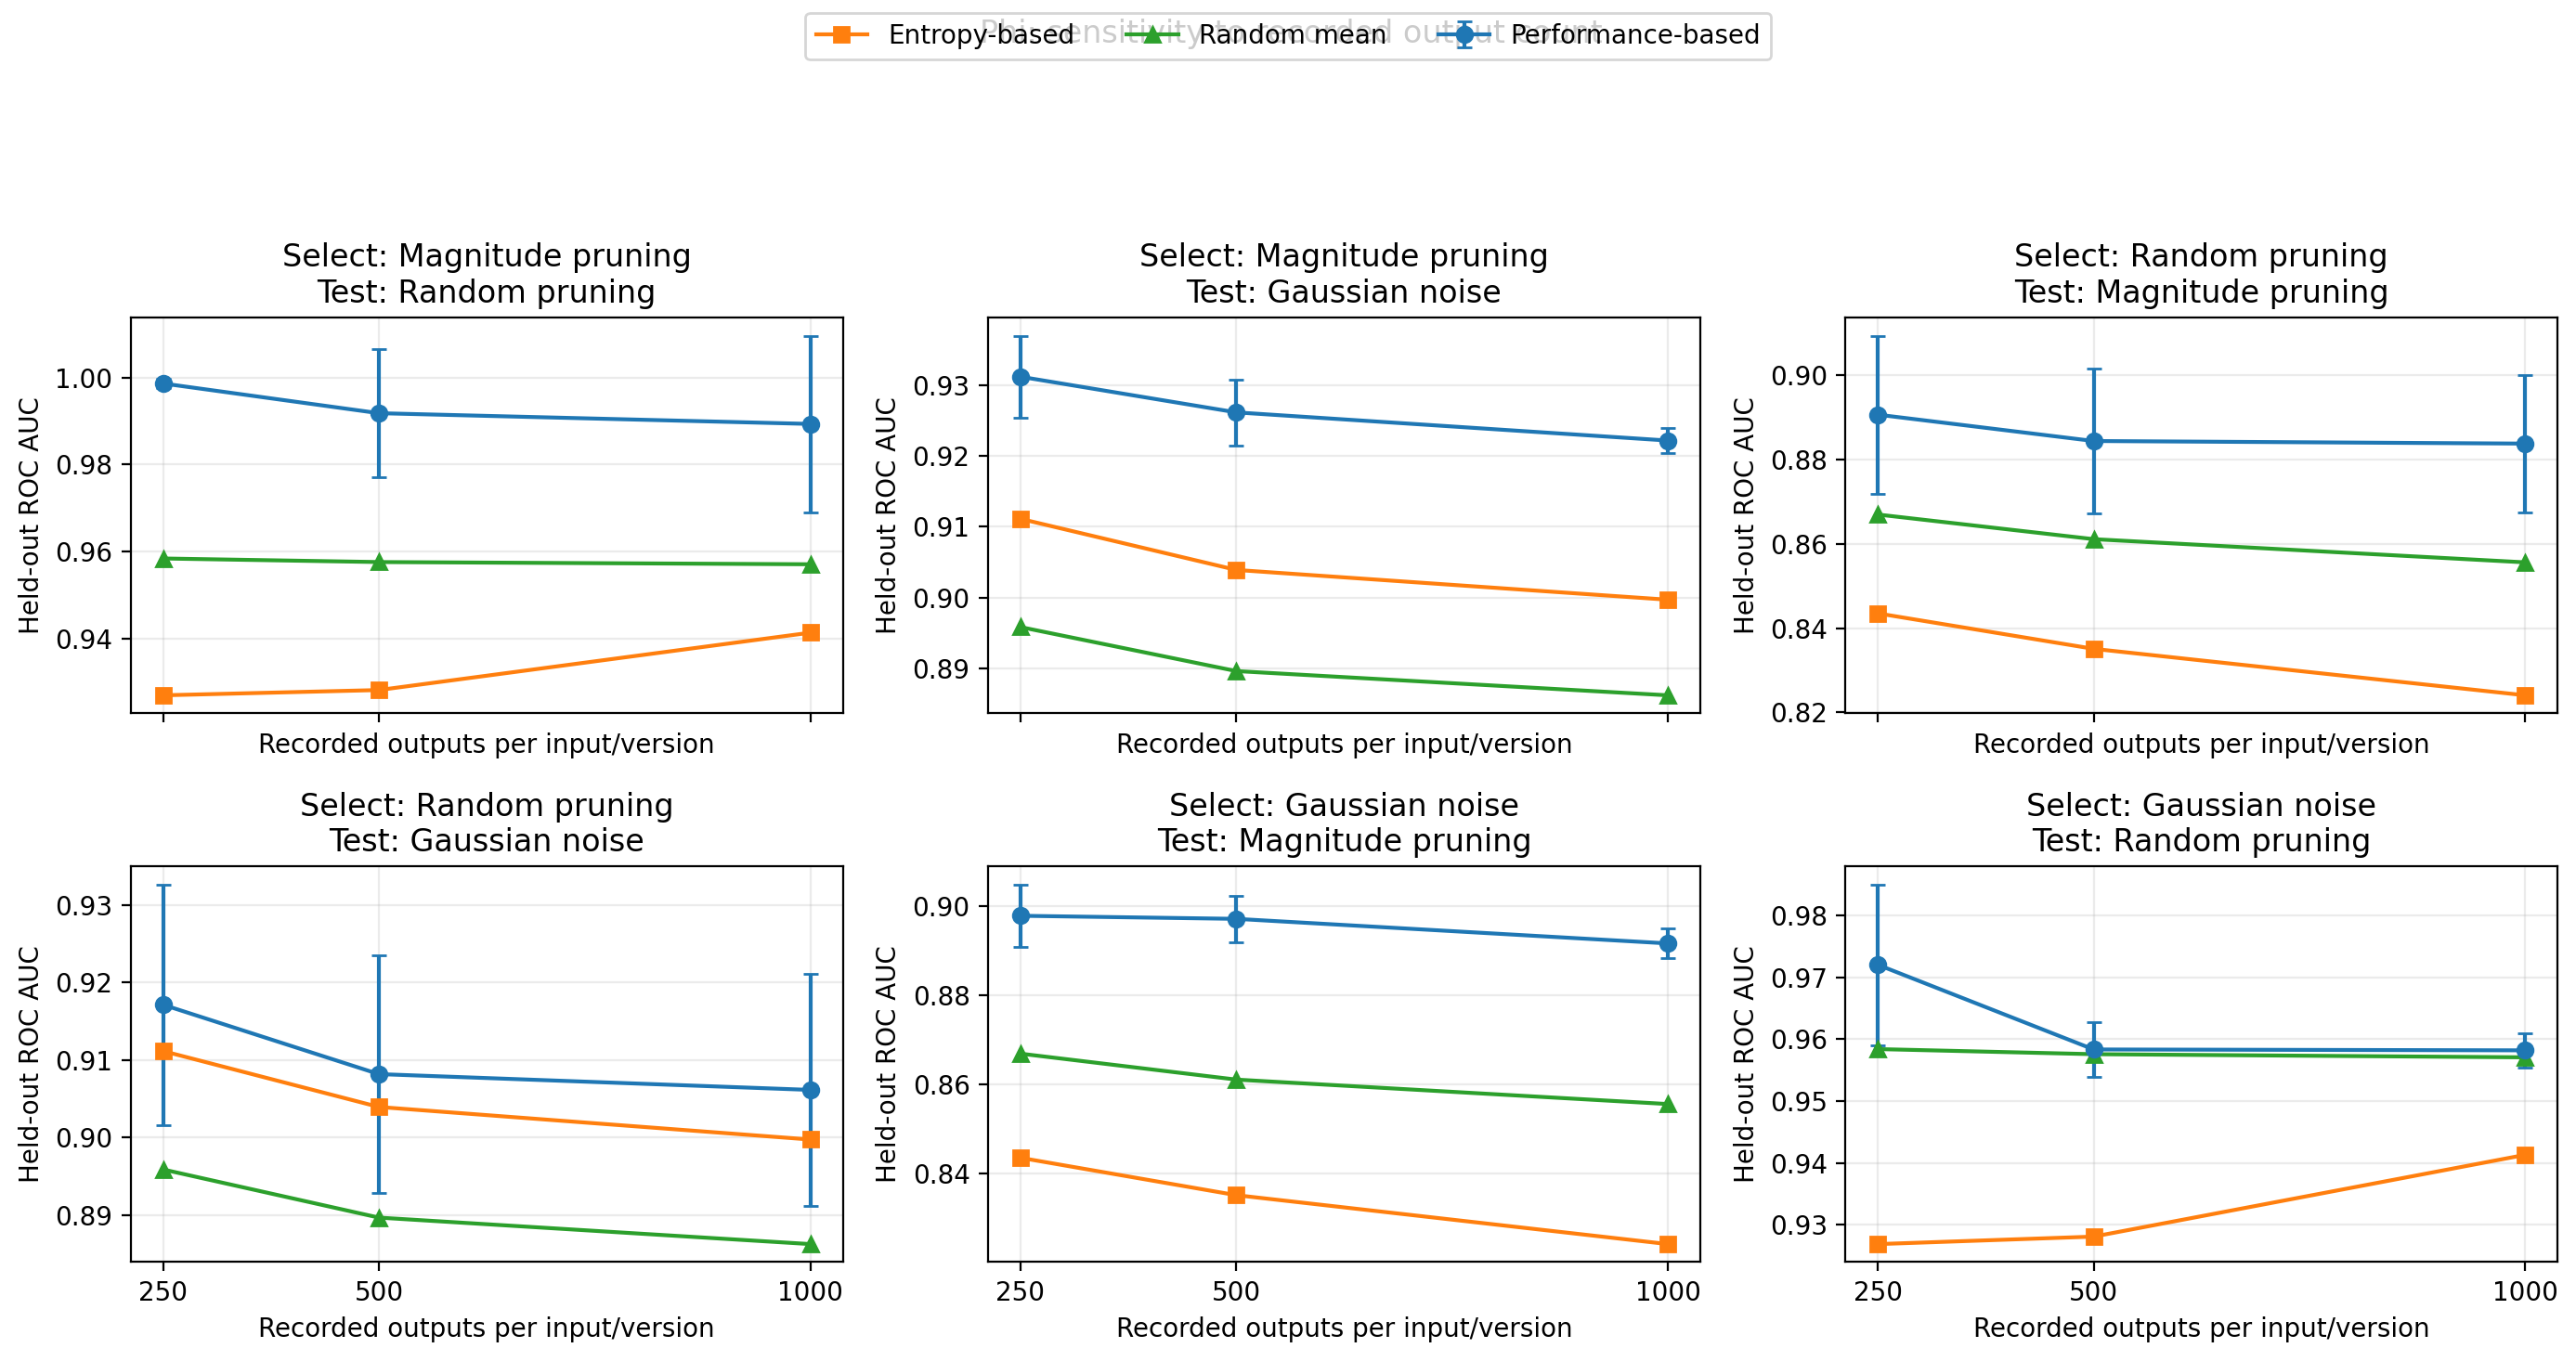 Phi: sensitivity to recorded output count
Entropy-based Random mean Performance-based
Select: Magnitude pruning
Test: Random pruning
Held-out ROC AUC
1.00
0.98
0.96
0.94
Recorded outputs per input/version
Select: Magnitude pruning
Test: Gaussian noise
Held-out ROC AUC
0.93
0.92
0.91
0.90
0.89
Recorded outputs per input/version
Select: Random pruning
Test: Magnitude pruning
Held-out ROC AUC
0.90
0.88
0.86
0.84
0.82
Recorded outputs per input/version
Select: Random pruning
Test: Gaussian noise
Held-out ROC AUC
0.93
0.92
0.91
0.90
0.89
250 500 1000
Recorded outputs per input/version
Select: Gaussian noise
Test: Magnitude pruning
Held-out ROC AUC
0.90
0.88
0.86
0.84
250 500 1000
Recorded outputs per input/version
Select: Gaussian noise
Test: Random pruning
Held-out ROC AUC
0.98
0.97
0.96
0.95
0.94
0.93
250 500 1000
Recorded outputs per input/version